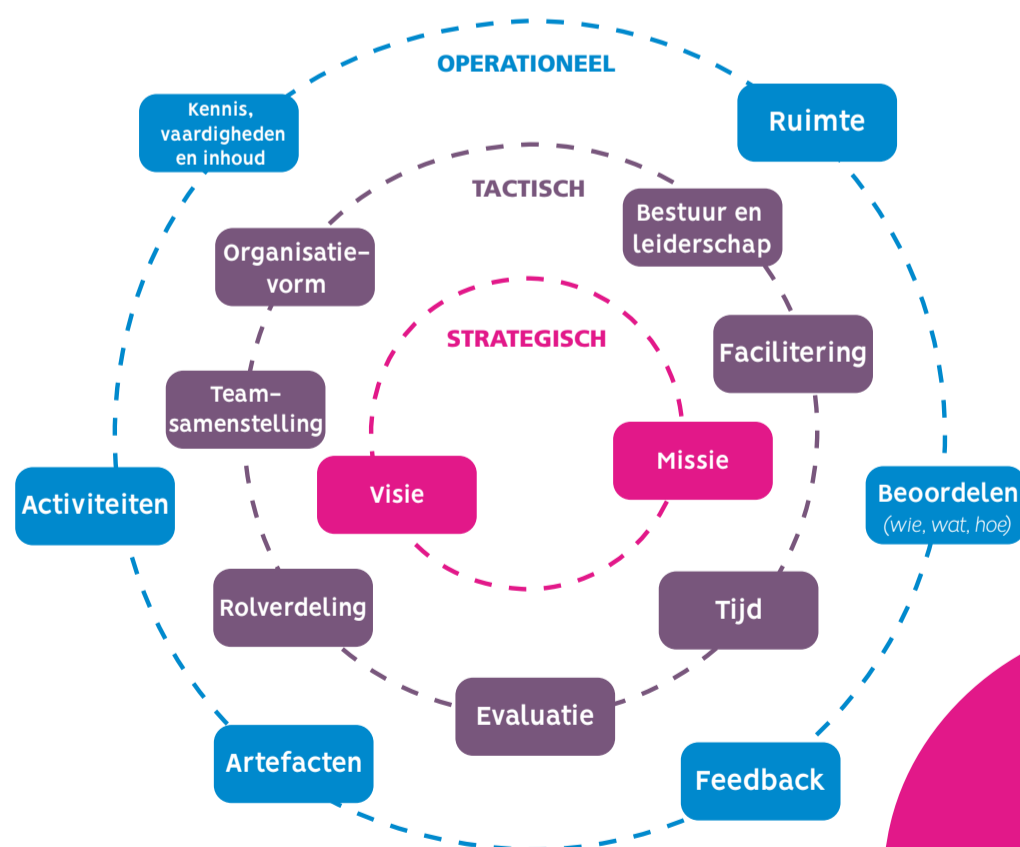 OPERATIONEEL
Kennis,
vaardigheden
en inhoud
Ruimte
TACTISCH
Bestuur en
leiderschap
Organisatie-
vorm
STRATEGISCH
Facilitering
Team-
samenstelling
Missie
Visie
Activiteiten
Beoordelen
(wie, wat, hoe)
Rolverdeling
Tijd
Evaluatie
Artefacten
Feedback